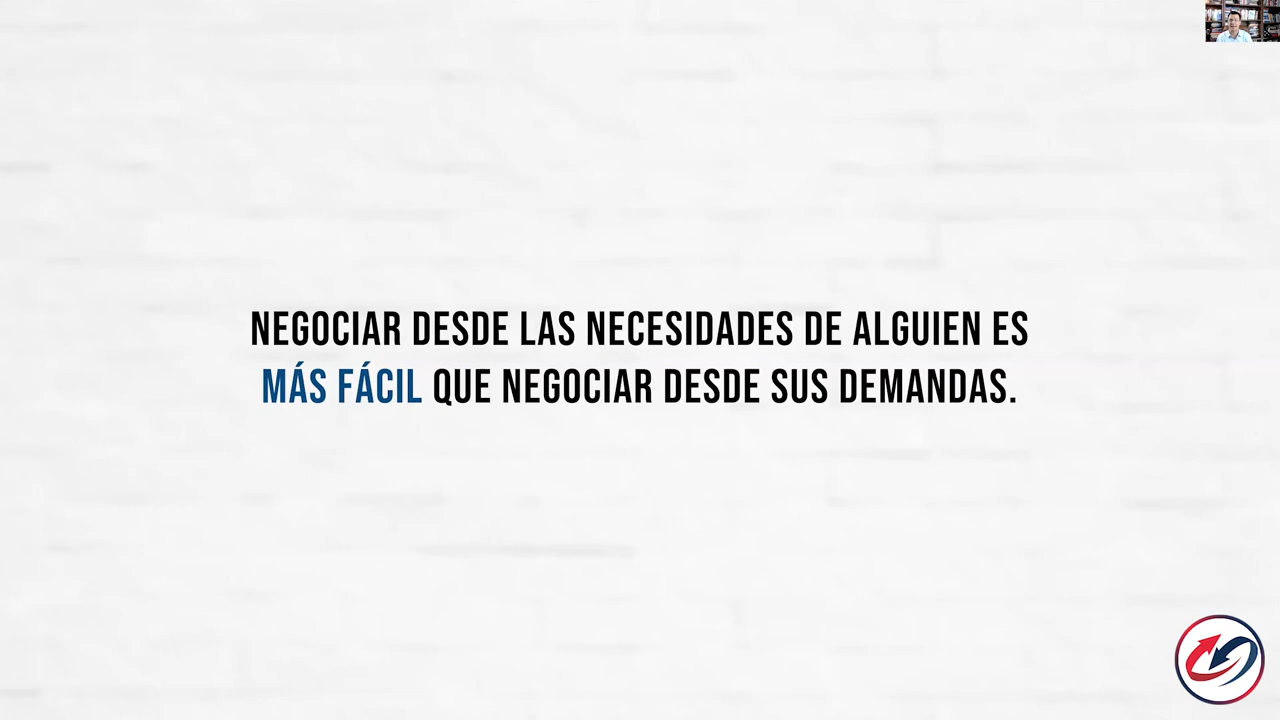 NEGOCIAR DESDE LAS NECESIDADES DE ALGUIEN ES
MÁS FÁCIL QUE NEGOCIAR DESDE SUS DEMANDAS.